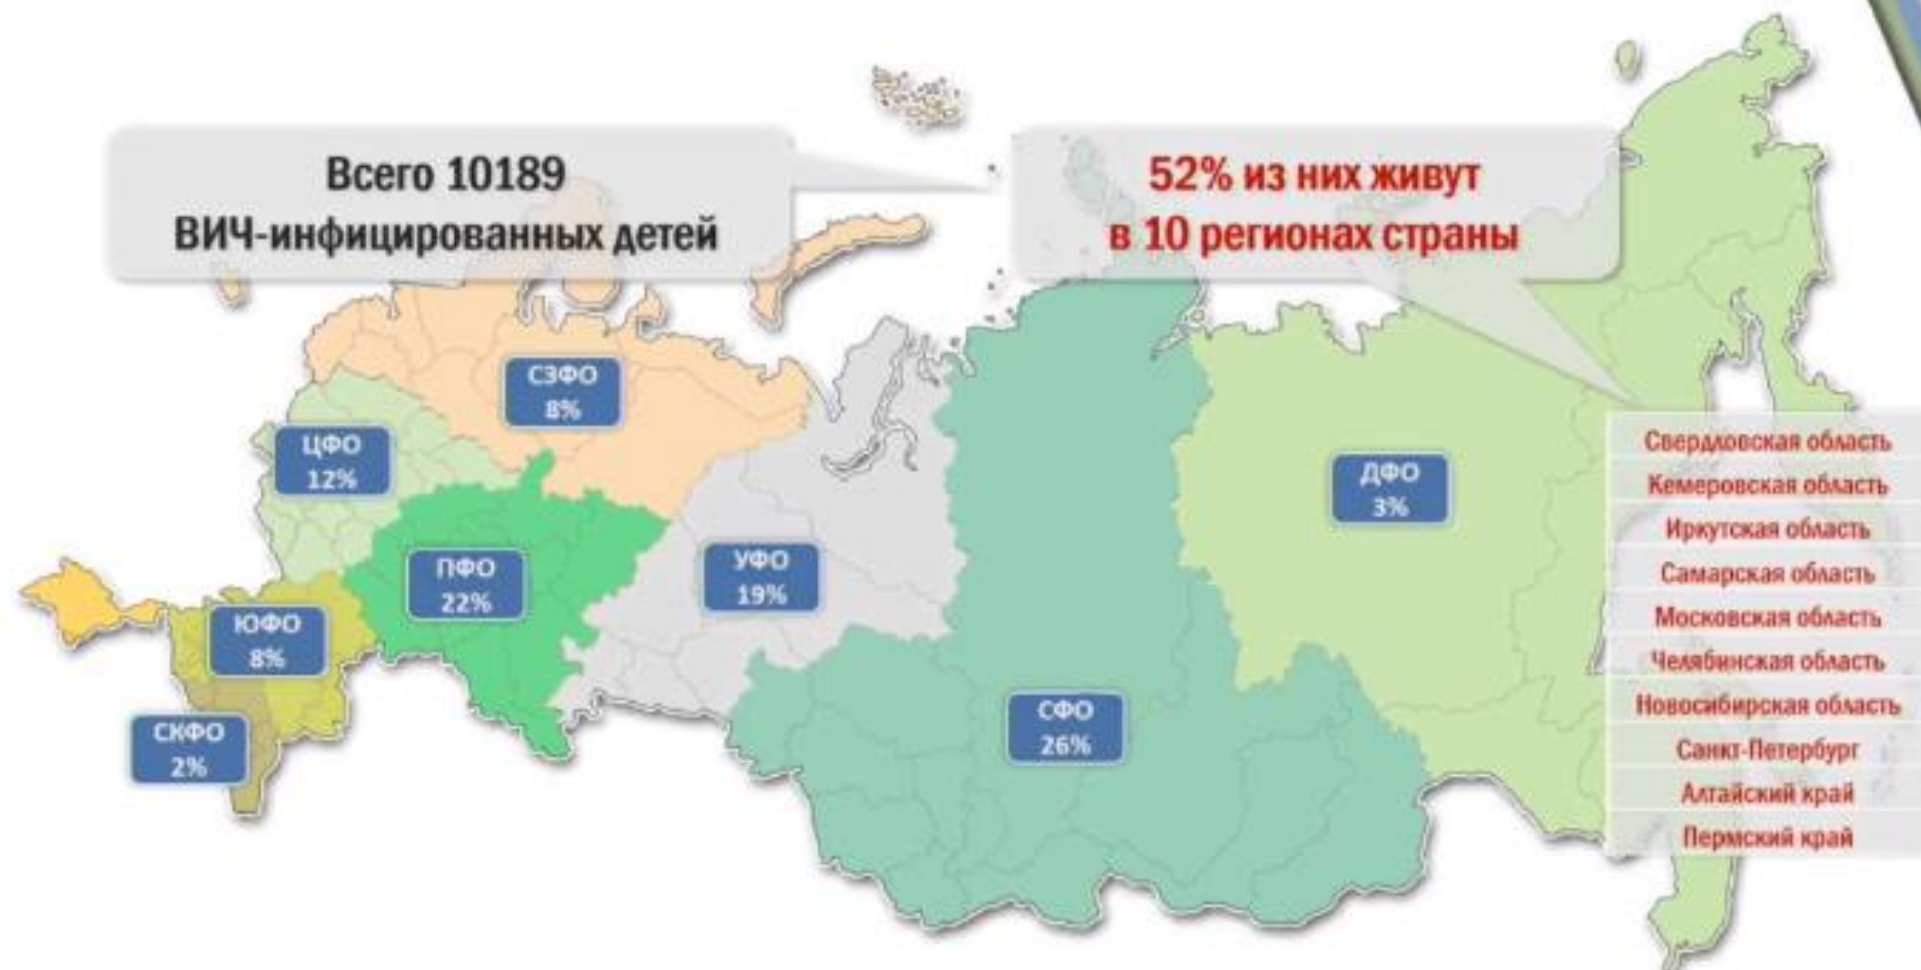 Всего 10189
ВИЧ-инфицированных детей
52% из них живут
в 10 регионах страны
СЗФО
8%
ЦФО
12%
ДФО
3%
ПФО
22%
УФО
19%
ЮФО
8%
СКФО
2%
СФО
26%
Свердловская область
Кемеровская область
Иркутская область
Самарская область
Московская область
Челябинская область
Новосибирская область
Санкт-Петербург
Алтайский край
Пермский край